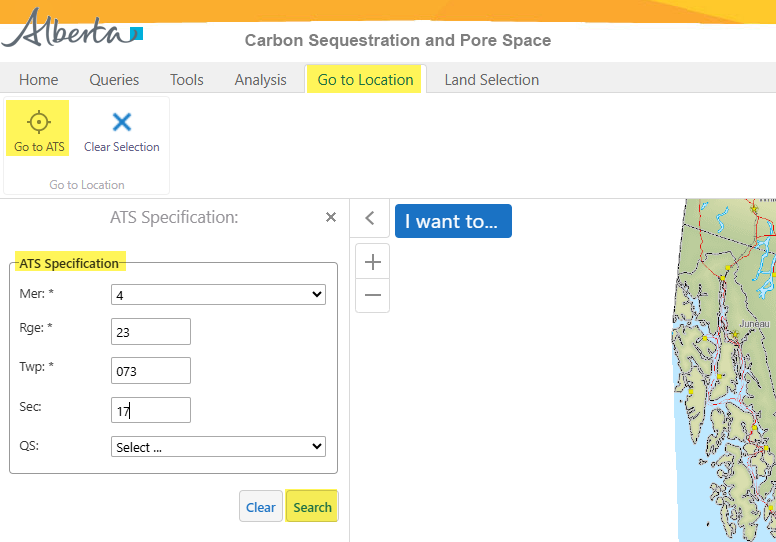 Alberta
Carbon Sequestration and Pore Space
Home Queries Tools Analysis Go to Location Land Selection
Go to ATS Clear Selection
Go to Location
ATS Specification:
I want to...
ATS Specification
Mer: * 4
Rge: * 23
Twp: * 073
Sec: 17
QS: Select ...
Clear Search
Juneau